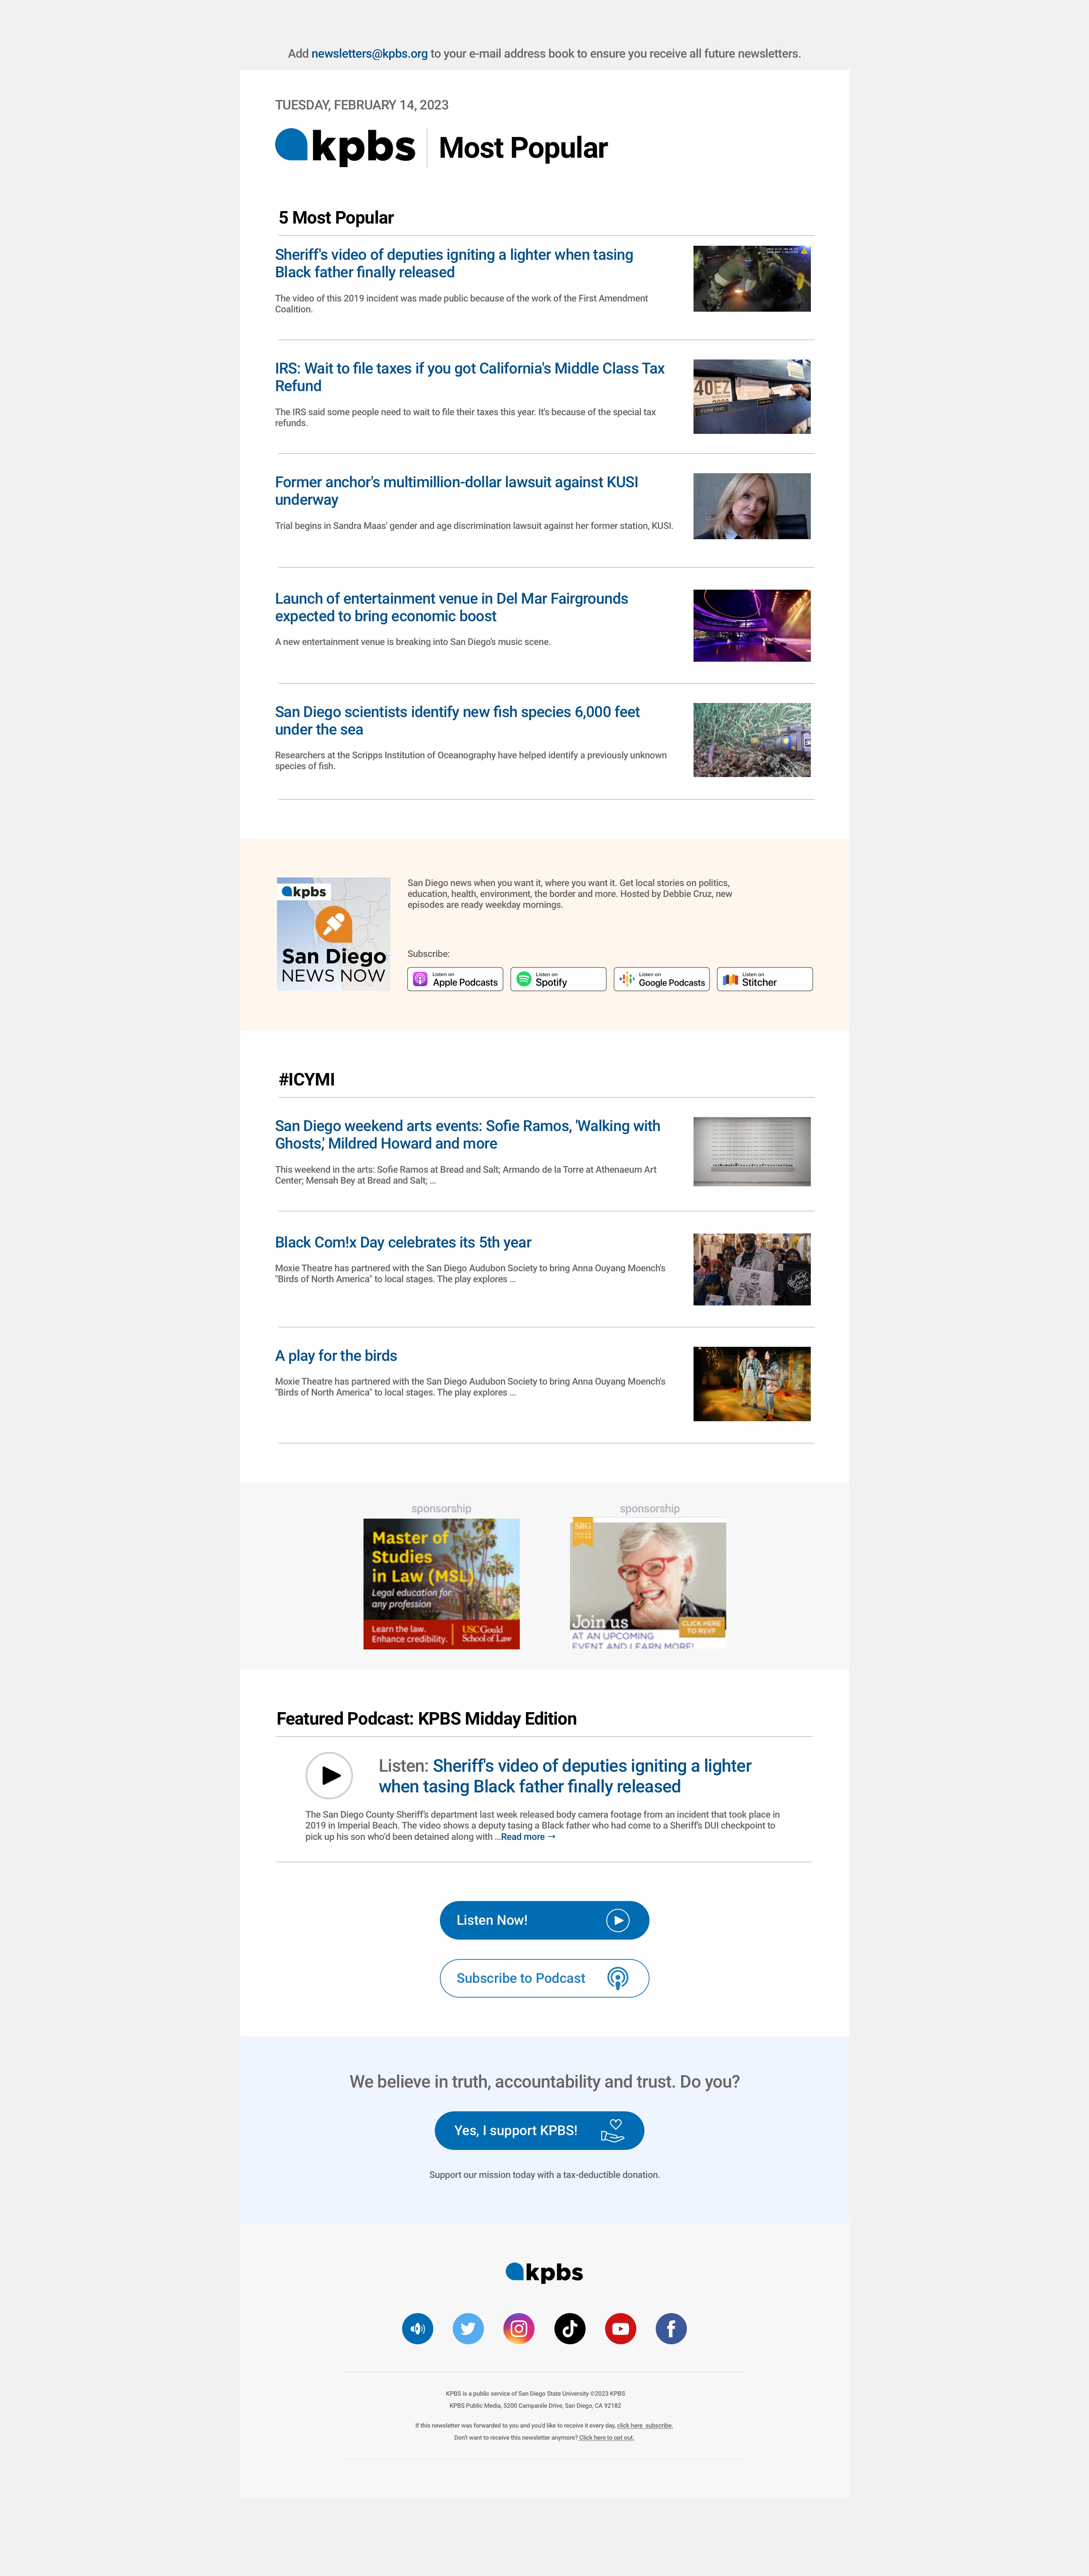 Add newsletters@kpbs.org to your e-mail address book to ensure you receive all future newsletters.
TUESDAY, FEBRUARY 14, 2023
kpbs
Most Popular
5 Most Popular
Sheriff's video of deputies igniting a lighter when tasing
Black father finally released
The video of this 2019 incident was made public because of the work of the First Amendment
Coalition.
IRS: Wait to file taxes if you got California's Middle Class Tax
Refund
The IRS said some people need to wait to file their taxes this year. It's because of the special tax
refunds.
40EZ
FORM 1040
Former anchor's multimillion-dollar lawsuit against KUSI
underway
Trial begins in Sandra Maas' gender and age discrimination lawsuit against her former station, KUSI.
Launch of entertainment venue in Del Mar Fairgrounds
expected to bring economic boost
A new entertainment venue is breaking into San Diego's music scene.
San Diego scientists identify new fish species 6,000 feet
under the sea
Researchers at the Scripps Institution of Oceanography have helped identify a previously unknown
species of fish.
kpbs
San Diego
NEWS NOW
San Diego news when you want it, where you want it. Get local stories on politics,
education, health, environment, the border and more. Hosted by Debbie Cruz, new
episodes are ready weekday mornings.
Subscribe:
Listen on
Apple Podcasts
Listen on
Spotify
Listen on
Google Podcasts
Listen on
Stitcher
#ICYMI
San Diego weekend arts events: Sofie Ramos, 'Walking with
Ghosts,' Mildred Howard and more
This weekend in the arts: Sofie Ramos at Bread and Salt; Armando de la Torre at Athenaeum Art
Center; Mensah Bey at Bread and Salt; ...
Black Com!x Day celebrates its 5th year
Moxie Theatre has partnered with the San Diego Audubon Society to bring Anna Ouyang Moench's
"Birds of North America" to local stages. The play explores ...
A play for the birds
Moxie Theatre has partnered with the San Diego Audubon Society to bring Anna Ouyang Moench's
"Birds of North America" to local stages. The play explores ...
sponsorship
Master of
Studies
in Law (MSL)
Legal education for
any profession
Learn the law.
Enhance credibility.
USC Gould
School of Law
sponsorship
SRG
Join us
CLICK HERE
TO RSVP
AT AN UPCOMING
EVENT AND LEARN MORE!
Featured Podcast: KPBS Midday Edition
Listen: Sheriff's video of deputies igniting a lighter
when tasing Black father finally released
The San Diego County Sheriff's department last week released body camera footage from an incident that took place in
2019 in Imperial Beach. The video shows a deputy tasing a Black father who had come to a Sheriff's DUI checkpoint to
pick up his son who'd been detained along with ...Read more →
Listen Now!
Subscribe to Podcast
We believe in truth, accountability and trust. Do you?
Yes, I support KPBS!
Support our mission today with a tax-deductible donation.
kpbs
KPBS is a public service of San Diego State University ©2023 KPBS
KPBS Public Media, 5200 Campanile Drive, San Diego, CA 92182
If this newsletter was forwarded to you and you'd like to receive it every day, click here subscribe.
Don't want to receive this newsletter anymore? Click here to opt out.